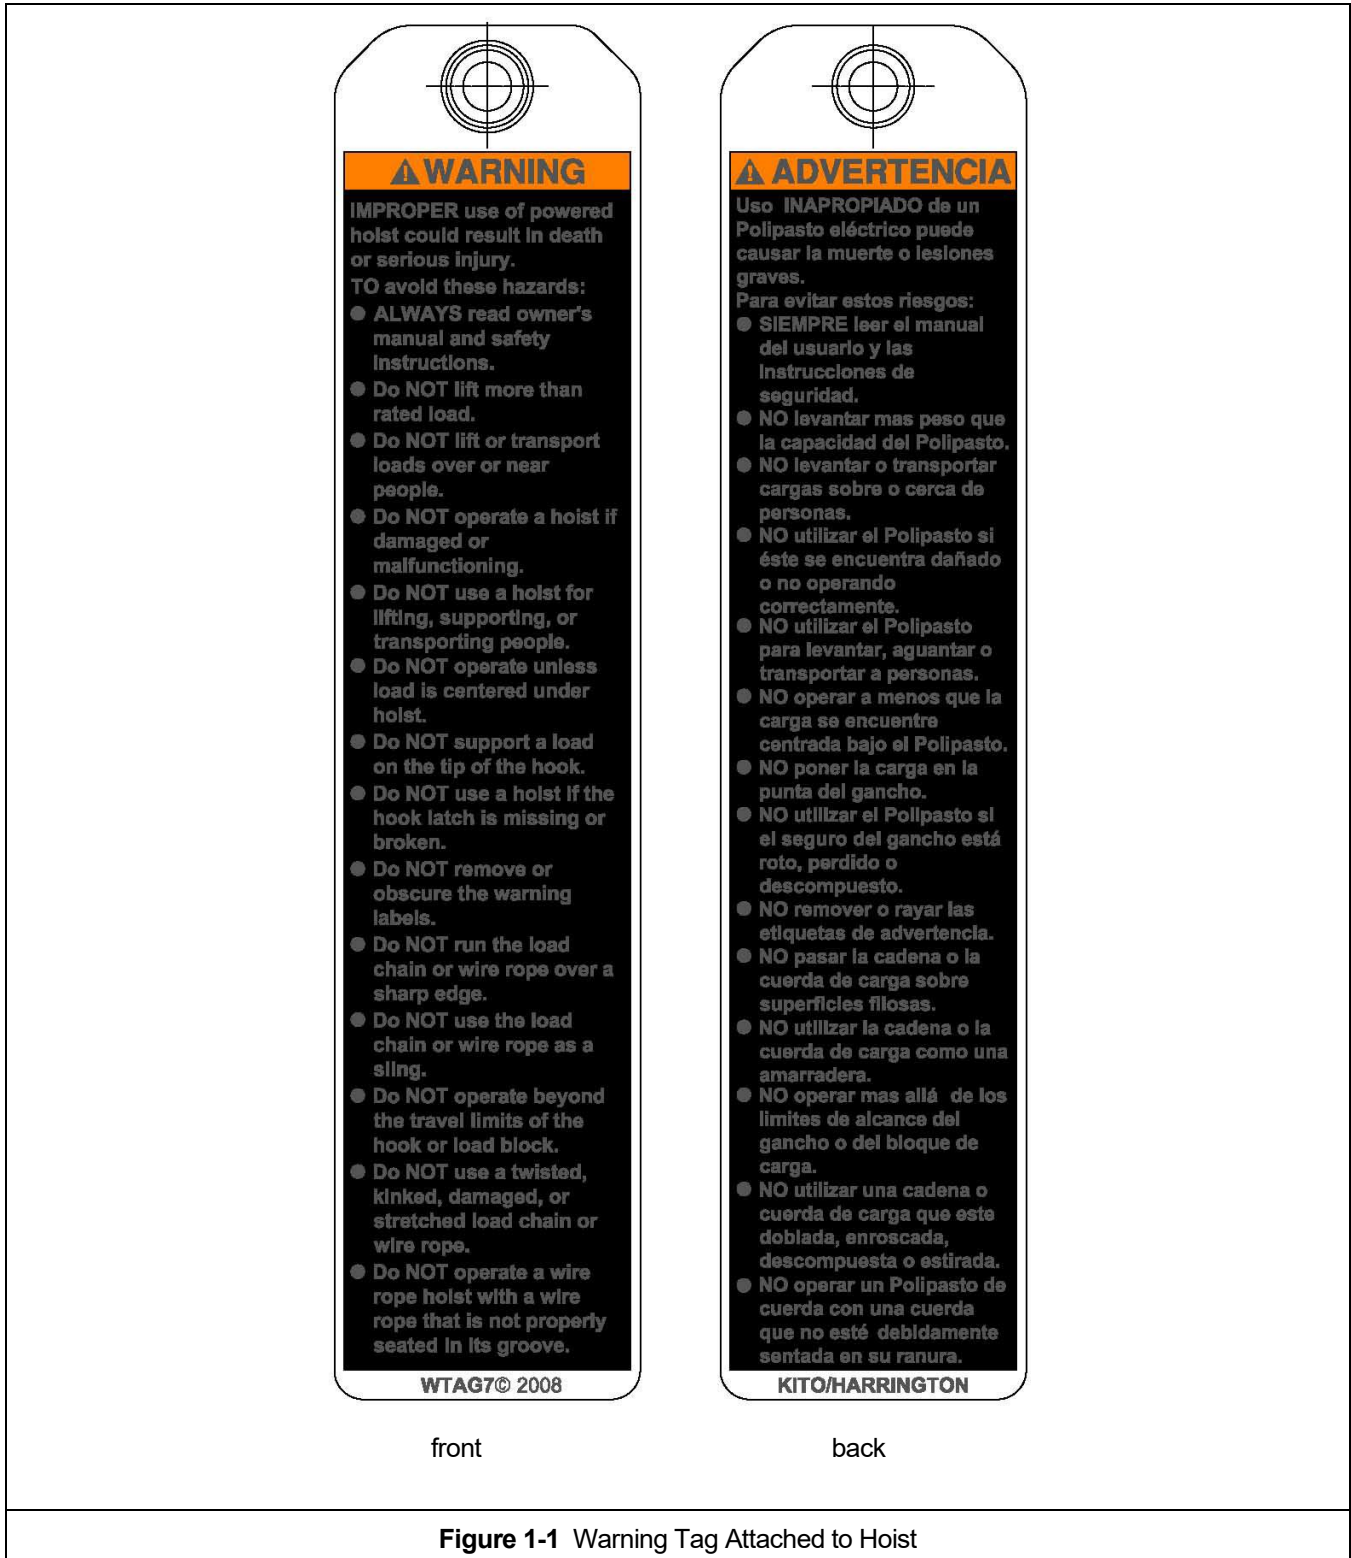 WARNING
IMPROPER use of powered
hoist could result in death
or serious injury.
TO avoid these hazards:
● ALWAYS read owner's
manual and safety
instructions.
● Do NOT lift more than
rated load.
● Do NOT lift or transport
loads over or near
people.
● Do NOT operate a hoist if
damaged or
malfunctioning.
● Do NOT use a hoist for
lifting, supporting, or
transporting people.
● Do NOT operate unless
load is centered under
hoist.
● Do NOT support a load
on the tip of the hook.
● Do NOT use a hoist if the
hook latch is missing or
broken.
● Do NOT remove or
obscure the warning
labels.
● Do NOT run the load
chain or wire rope over a
sharp edge.
● Do NOT use the load
chain or wire rope as a
sling.
● Do NOT operate beyond
the travel limits of the
hook or load block.
● Do NOT use a twisted,
kinked, damaged, or
stretched load chain or
wire rope.
● Do NOT operate a wire
rope hoist with a wire
rope that is not properly
seated in its groove.
WTAG7© 2008
front
ADVERTENCIA
Uso INAPROPIADO de un
Polipasto eléctrico puede
causar la muerte o lesiones
graves.
Para evitar estos riesgos:
● SIEMPRE leer el manual
del usuario y las
instrucciones de
seguridad.
● NO levantar mas peso que
la capacidad del Polipasto.
● NO levantar o transportar
cargas sobre o cerca de
personas.
● NO utilizar el Polipasto si
éste se encuentra dañado
o no operando
correctamente.
● NO utilizar el Polipasto
para levantar, aguantar o
transportar a personas.
● NO operar a menos que la
carga se encuentre
centrada bajo el Polipasto.
● NO poner la carga en la
punta del gancho.
● NO utilizar el Polipasto si
el seguro del gancho está
roto, perdido o
descompuesto.
● NO remover o rayar las
etiquetas de advertencia.
● NO pasar la cadena o la
cuerda de carga sobre
superficies filosas.
● NO utilizar la cadena o la
cuerda de carga como una
amarradera.
● NO operar mas allá de los
limites de alcance del
gancho o del bloque de
carga.
● NO utilizar una cadena o
cuerda de carga que este
doblada, enroscada,
descompuesta o estirada.
● NO operar un Polipasto de
cuerda con una cuerda
que no esté debidamente
sentada en su ranura.
KITO/HARRINGTON
back
Figure 1-1 Warning Tag Attached to Hoist